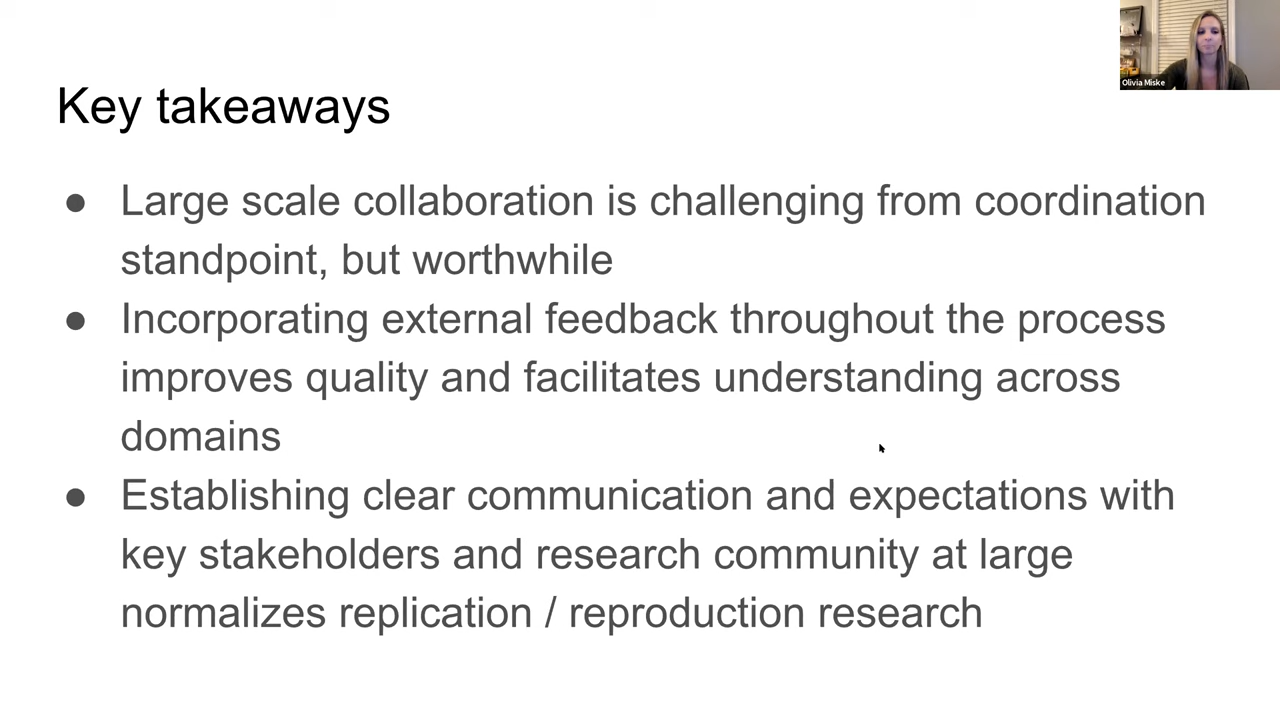 Olivia Miske
Key takeaways
● Large scale collaboration is challenging from coordination
standpoint, but worthwhile
● Incorporating external feedback throughout the process
improves quality and facilitates understanding across
domains
● Establishing clear communication and expectations with
key stakeholders and research community at large
normalizes replication / reproduction research